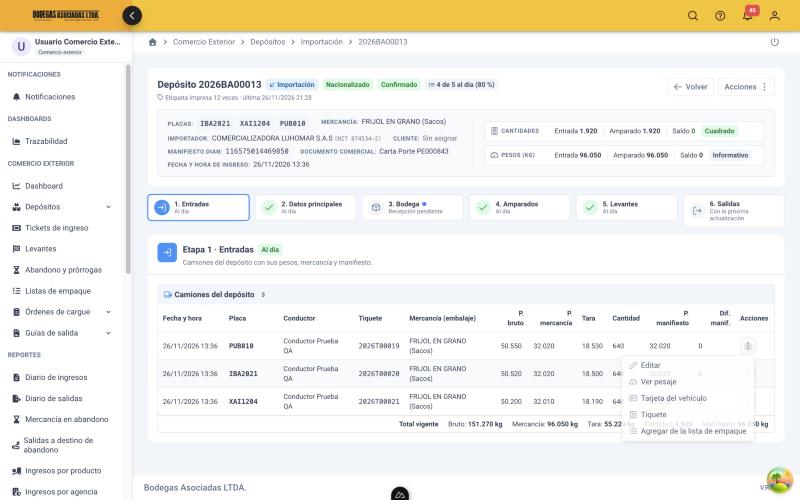 BODEGAS ASOCIADAS LTDA.
40
U
Usuario Comercio Exte...
Comercio exterior
Comercio Exterior > Depósitos > Importación > 2026BA00013
NOTIFICACIONES
Notificaciones
DASHBOARDS
Trazabilidad
COMERCIO EXTERIOR
Dashboard
Depósitos
Tickets de ingreso
Levantes
Abandono y prórrogas
Listas de empaque
Órdenes de cargue
Guías de salida
REPORTES
Diario de ingresos
Diario de salidas
Mercancía en abandono
Salidas a destino de
abandono
Ingresos por producto
Ingresos por agencia
Depósito 2026BA00013 Importación Nacionalizado Confirmado 4 de 5 al día (80 %)
Etiqueta impresa 12 veces · última 26/11/2026 21:28
Volver
Acciones
PLACAS: IBA2021 XAI1204 PUB010 MERCANCÍA: FRIJOL EN GRANO (Sacos)
IMPORTADOR: COMERCIALIZADORA LUHOMAR S.A.S (NIT 874534-2) CLIENTE: Sin asignar
MANIFIESTO DIAN: 116575014469850 DOCUMENTO COMERCIAL: Carta Porte PE000843
FECHA Y HORA DE INGRESO: 26/11/2026 13:36
CANTIDADES Entrada 1.920 Amparado 1.920 Saldo 0 Cuadrado
PESOS (KG) Entrada 96.050 Amparado 96.050 Saldo 0 Informativo
1. Entradas
Al día
2. Datos principales
Al día
3. Bodega
Recepción pendiente
4. Amparados
Al día
5. Levantes
Al día
6. Salidas
Con la próxima
actualización
Etapa 1 · Entradas Al día
Camiones del depósito con sus pesos, mercancía y manifiesto.
Camiones del depósito 3
Fecha y hora Placa Conductor Tiquete Mercancía (embalaje) P. bruto P. mercancía Tara Cantidad P. manifiesto Dif. manif. Acciones
26/11/2026 13:36 PUB010 Conductor Prueba QA 2026T00019 FRIJOL EN GRANO (Sacos) 50.550 32.020 18.530 640 32.020 0
26/11/2026 13:36 IBA2021 Conductor Prueba QA 2026T00020 FRIJOL EN GRANO (Sacos) 50.520 32.020 18.500 640
26/11/2026 13:36 XAI1204 Conductor Prueba QA 2026T00021 FRIJOL EN GRANO (Sacos) 50.200 32.010 18.190 640
Total vigente Bruto: 151.270 kg Mercancía: 96.050 kg Tara: 55.220 kg Cantidad: 1.920 Manifiesto: 96.050 kg
Editar
Ver pesaje
Tarjeta del vehículo
Tiquete
Agregar de la lista de empaque
Bodegas Asociadas LTDA.